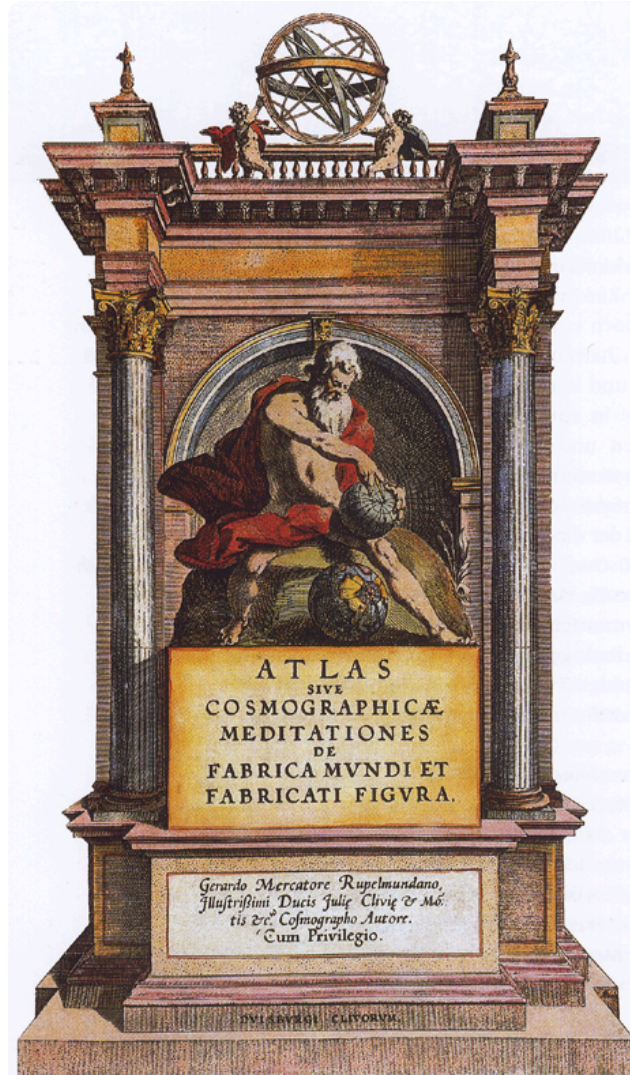 ATLAS
SIVE
COSMOGRAPHICÆ
MEDITATIONES
DE
FABRICA MVNDI ET
FABRICATI FIGVRA.
Gerardo Mercatore Rupelmundano,
Illuſtriſſimi Ducis Julię Clivię & Mõ:
tis &c.ª Coſmographo Autore.
Cum Privilegio.
DVISBVRGI CLIVORVM.